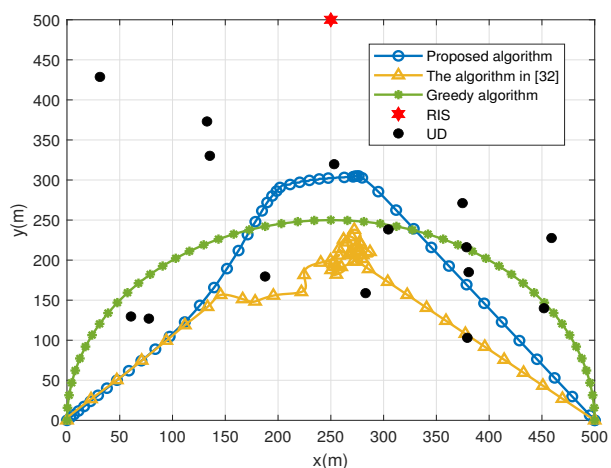 500
450
400
350
300
250
200
150
100
50
0
y(m)
Proposed algorithm
The algorithm in [32]
Greedy algorithm
RIS
UD
0 50 100 150 200 250 300 350 400 450 500
x(m)